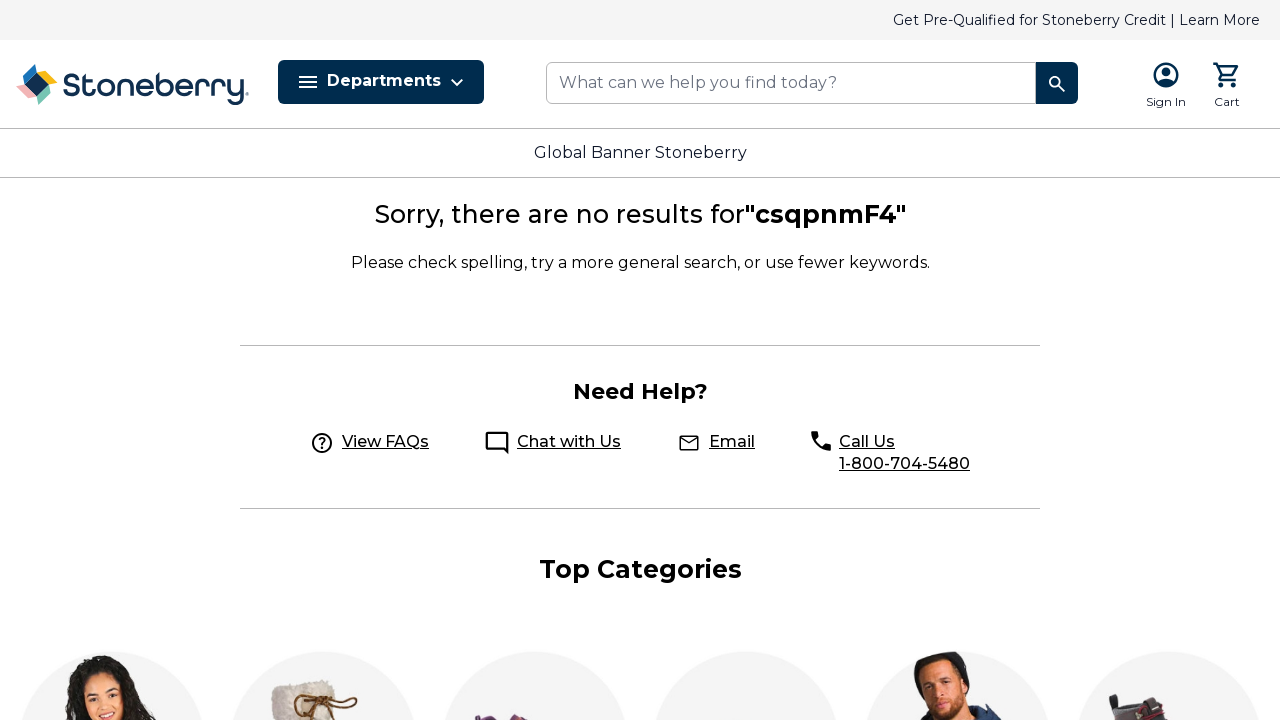 Get Pre-Qualified for Stoneberry Credit | Learn More
Stoneberry®
Departments
What can we help you find today?
Sign In
Cart
Global Banner Stoneberry
Sorry, there are no results for"csqpnmF4"
Please check spelling, try a more general search, or use fewer keywords.
Need Help?
View FAQs
Chat with Us
Email
Call Us
1-800-704-5480
Top Categories